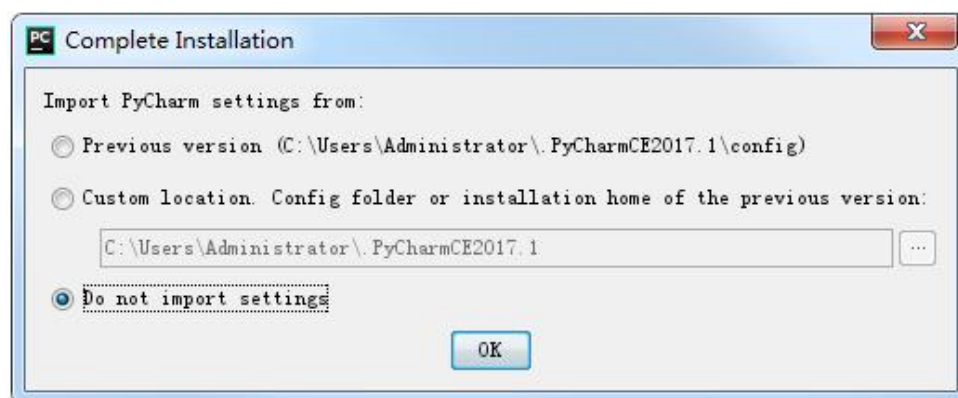 PC Complete Installation
Import PyCharm settings from:
Previous version (C:\Users\Administrator\.PyCharmCE2017.1\config)
Custom location. Config folder or installation home of the previous version:
C:\Users\Administrator\.PyCharmCE2017.1
...
Do not import settings
OK